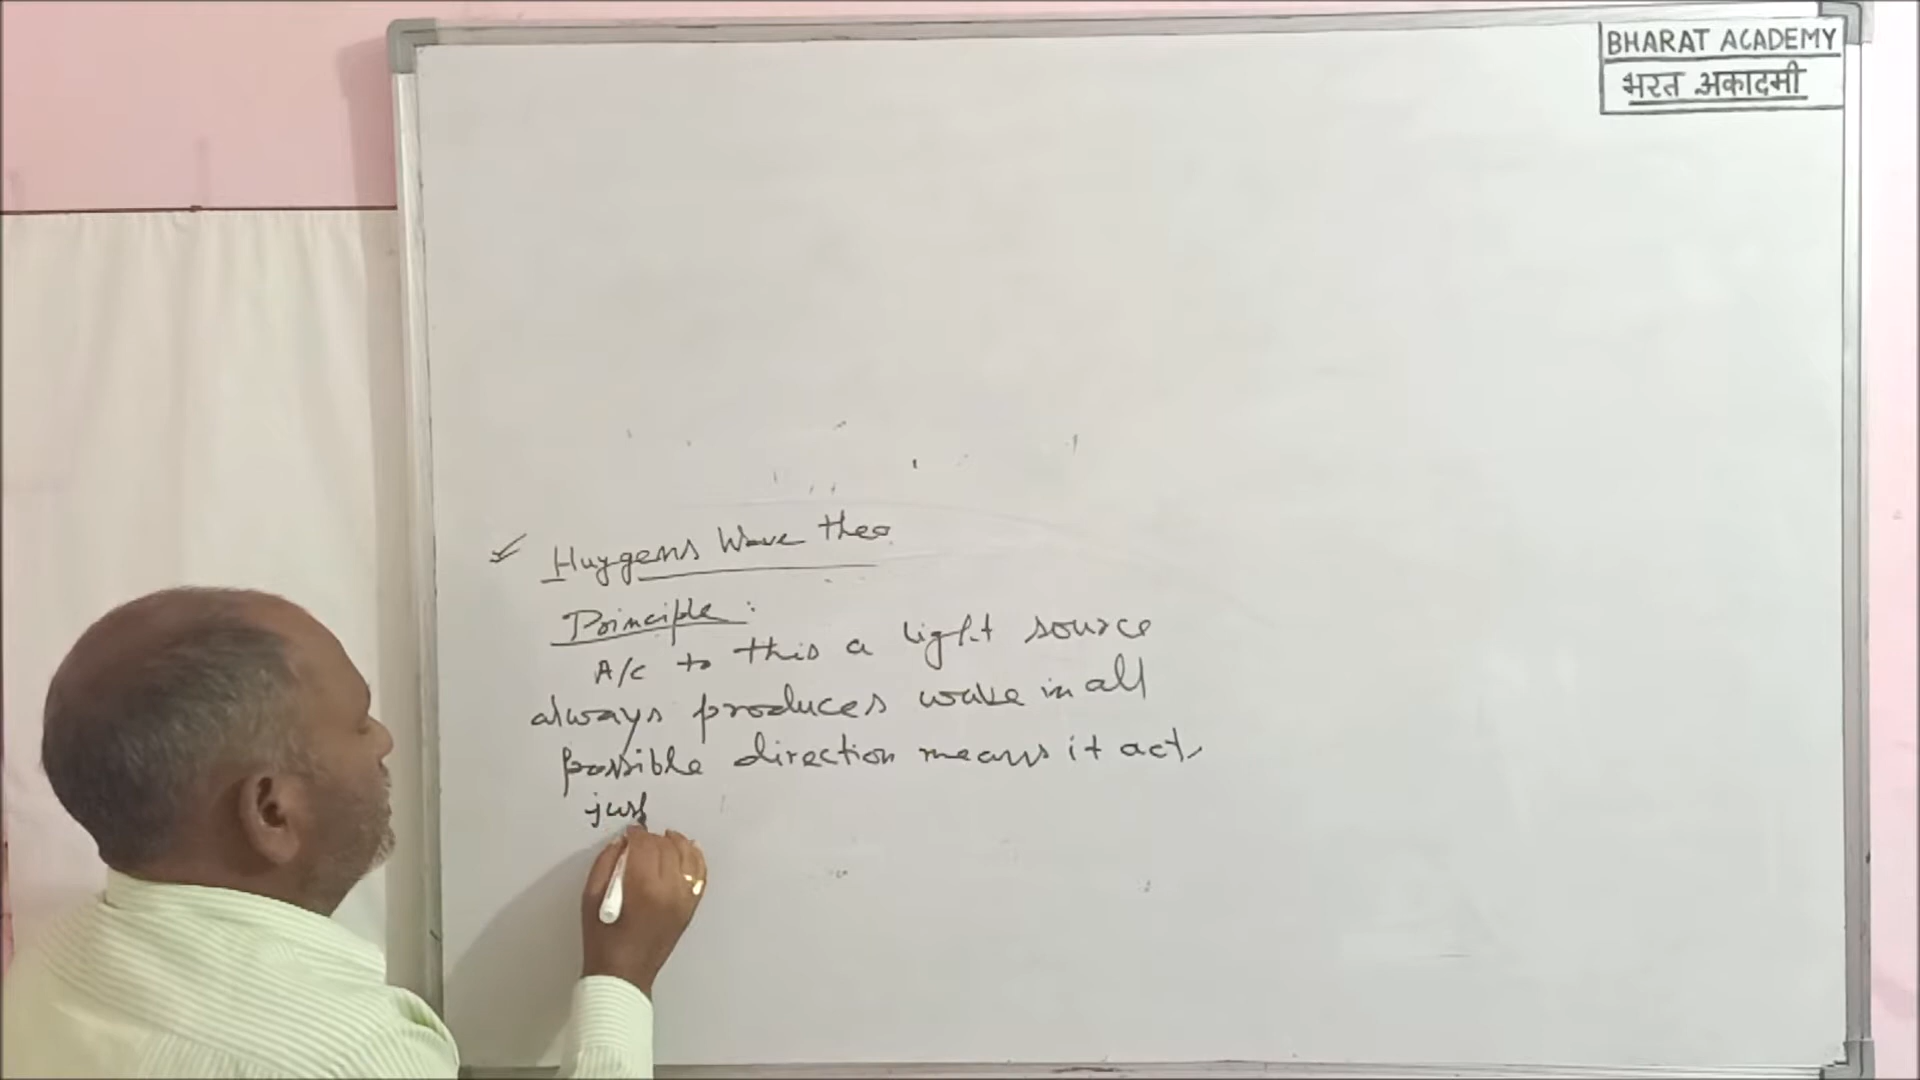 BHARAT ACADEMY
भरत अकादमी
Huygens Wave theo
Principle :
A/c to this a light source
always produces wave in all
possible direction means it acts
just